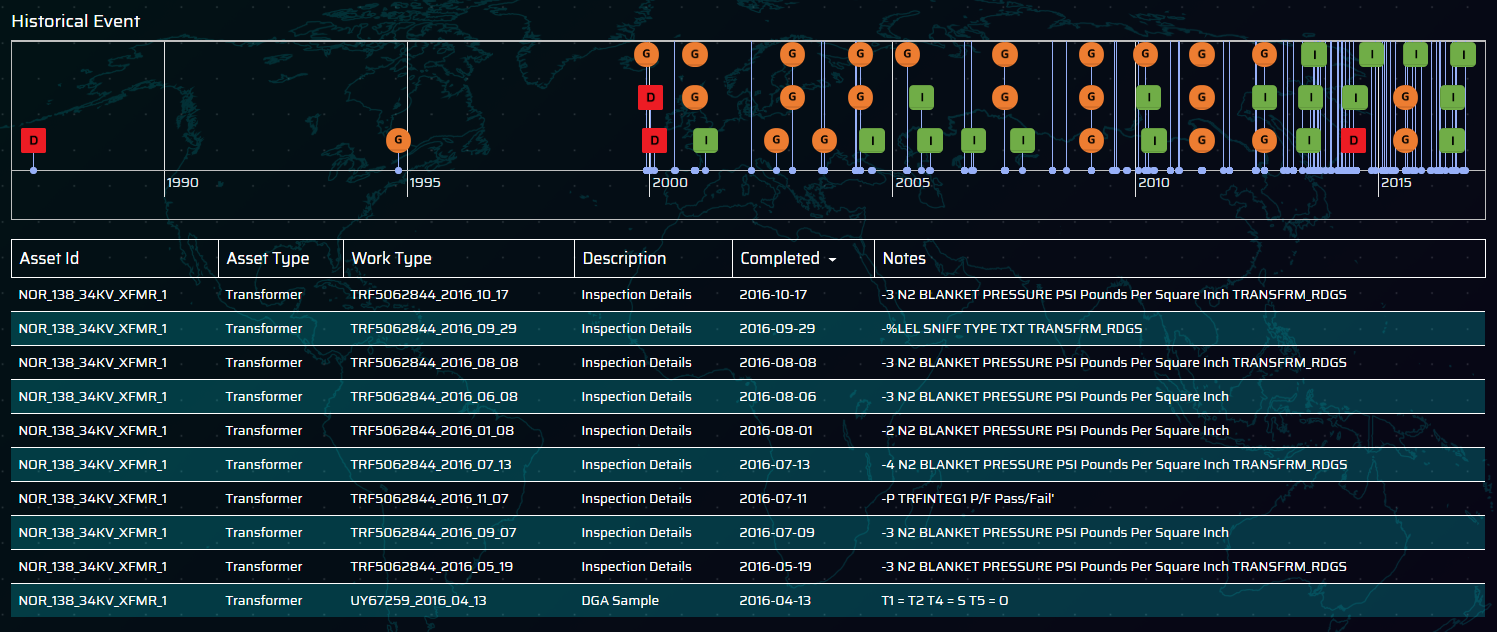 Historical Event
G G G G G G G G G G I I I I
D G G G I G G I G I I I G I
D G D I G G I I I I G I G G I D G I
1990 1995 2000 2005 2010 2015
Asset Id Asset Type Work Type Description Completed Notes
NOR_138_34KV_XFMR_1 Transformer TRF5062844_2016_10_17 Inspection Details 2016-10-17 -3 N2 BLANKET PRESSURE PSI Pounds Per Square Inch TRANSFRM_RDGS
NOR_138_34KV_XFMR_1 Transformer TRF5062844_2016_09_29 Inspection Details 2016-09-29 -%LEL SNIFF TYPE TXT TRANSFRM_RDGS
NOR_138_34KV_XFMR_1 Transformer TRF5062844_2016_08_08 Inspection Details 2016-08-08 -3 N2 BLANKET PRESSURE PSI Pounds Per Square Inch TRANSFRM_RDGS
NOR_138_34KV_XFMR_1 Transformer TRF5062844_2016_06_08 Inspection Details 2016-08-06 -3 N2 BLANKET PRESSURE PSI Pounds Per Square Inch
NOR_138_34KV_XFMR_1 Transformer TRF5062844_2016_01_08 Inspection Details 2016-08-01 -2 N2 BLANKET PRESSURE PSI Pounds Per Square Inch
NOR_138_34KV_XFMR_1 Transformer TRF5062844_2016_07_13 Inspection Details 2016-07-13 -4 N2 BLANKET PRESSURE PSI Pounds Per Square Inch TRANSFRM_RDGS
NOR_138_34KV_XFMR_1 Transformer TRF5062844_2016_11_07 Inspection Details 2016-07-11 -P TRFINTEG1 P/F Pass/Fail'
NOR_138_34KV_XFMR_1 Transformer TRF5062844_2016_09_07 Inspection Details 2016-07-09 -3 N2 BLANKET PRESSURE PSI Pounds Per Square Inch
NOR_138_34KV_XFMR_1 Transformer TRF5062844_2016_05_19 Inspection Details 2016-05-19 -3 N2 BLANKET PRESSURE PSI Pounds Per Square Inch TRANSFRM_RDGS
NOR_138_34KV_XFMR_1 Transformer UY67259_2016_04_13 DGA Sample 2016-04-13 T1 = T2 T4 = S T5 = O